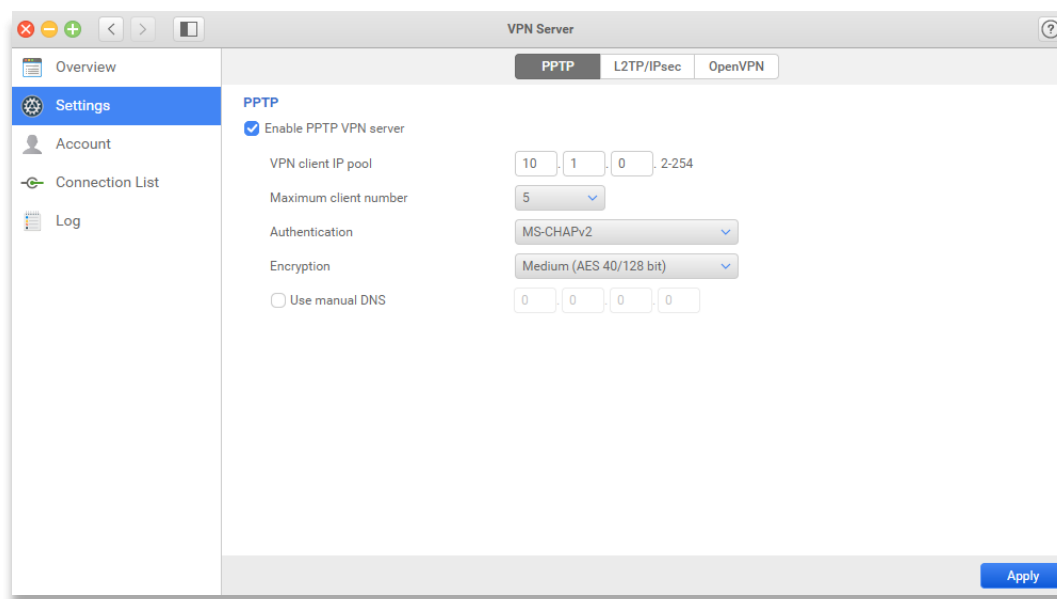 VPN Server
?
Overview
Settings
Account
Connection List
Log
PPTP L2TP/IPsec OpenVPN
PPTP
Enable PPTP VPN server
VPN client IP pool 10 . 1 . 0 . 2-254
Maximum client number 5
Authentication MS-CHAPv2
Encryption Medium (AES 40/128 bit)
Use manual DNS 0 . 0 . 0 . 0
Apply